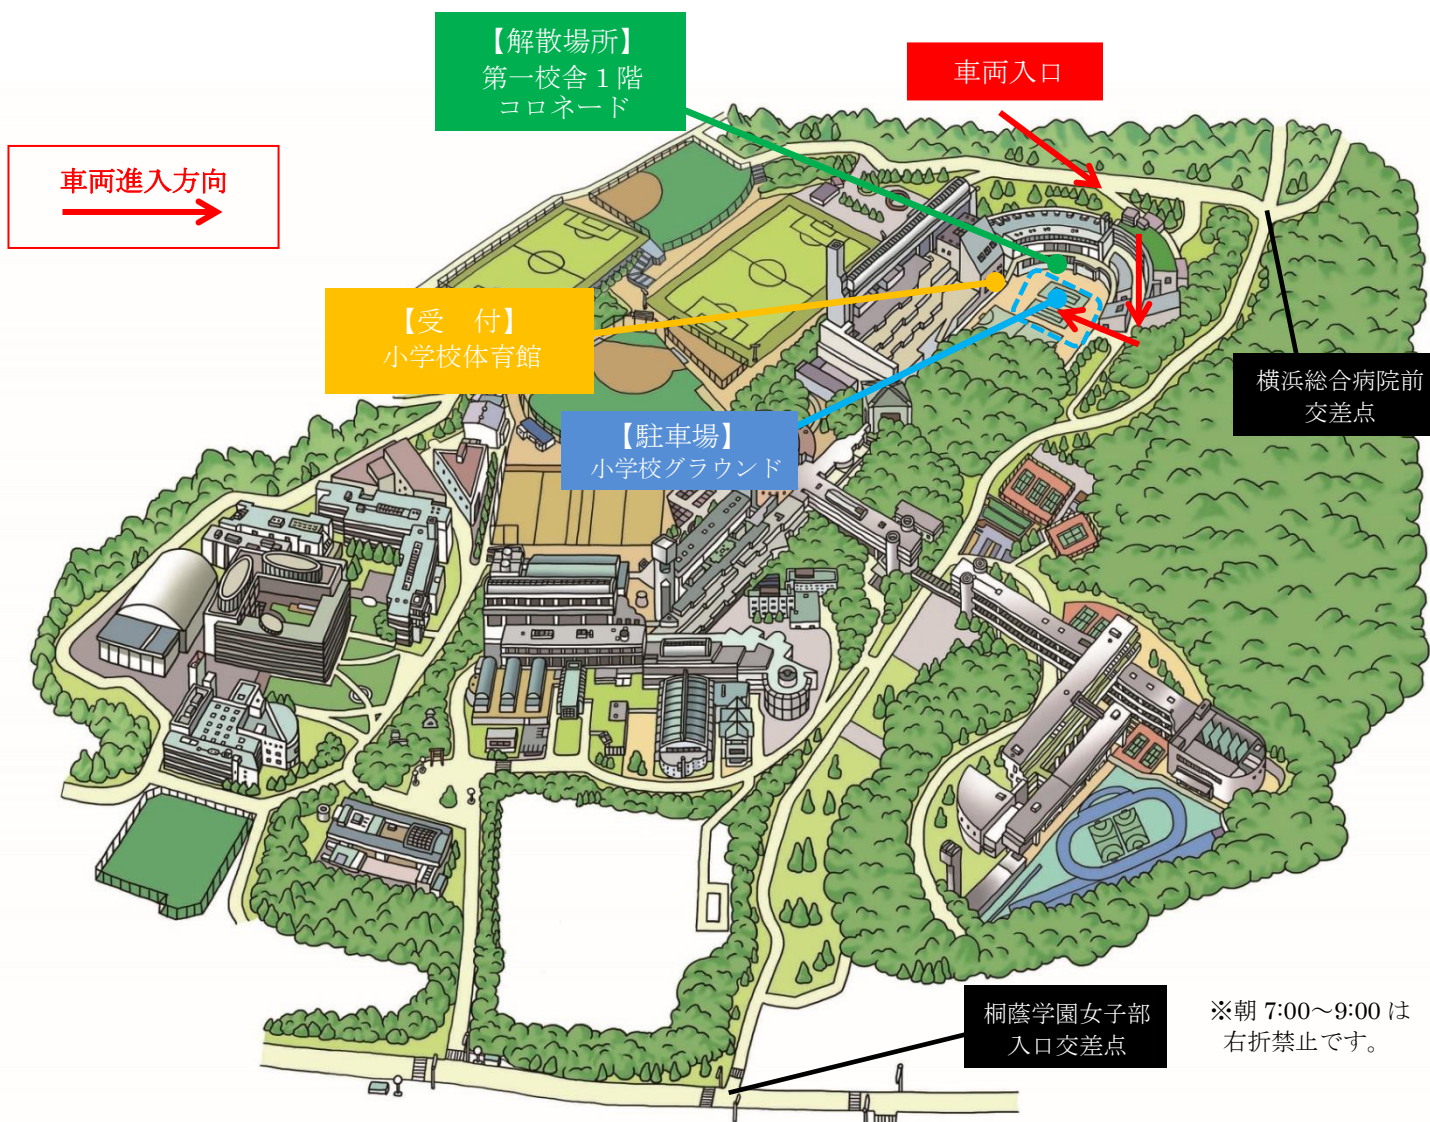 【解散場所】
第一校舎 1 階
コロネード
車両入口
車両進入方向
【受　付】
小学校体育館
【駐車場】
小学校グラウンド
横浜総合病院前
交差点
桐蔭学園女子部
入口交差点
※朝 7:00～9:00 は
右折禁止です。